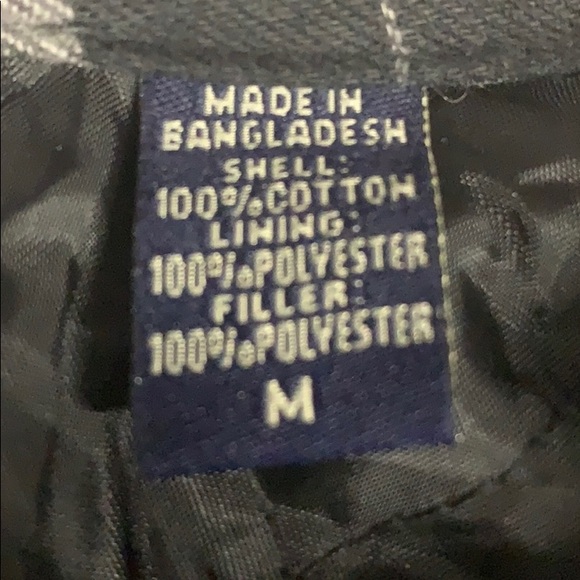 MADE IN
BANGLADESH
SHELL:
100%COTTON
LINING:
100%POLYESTER
FILLER:
100%POLYESTER
M